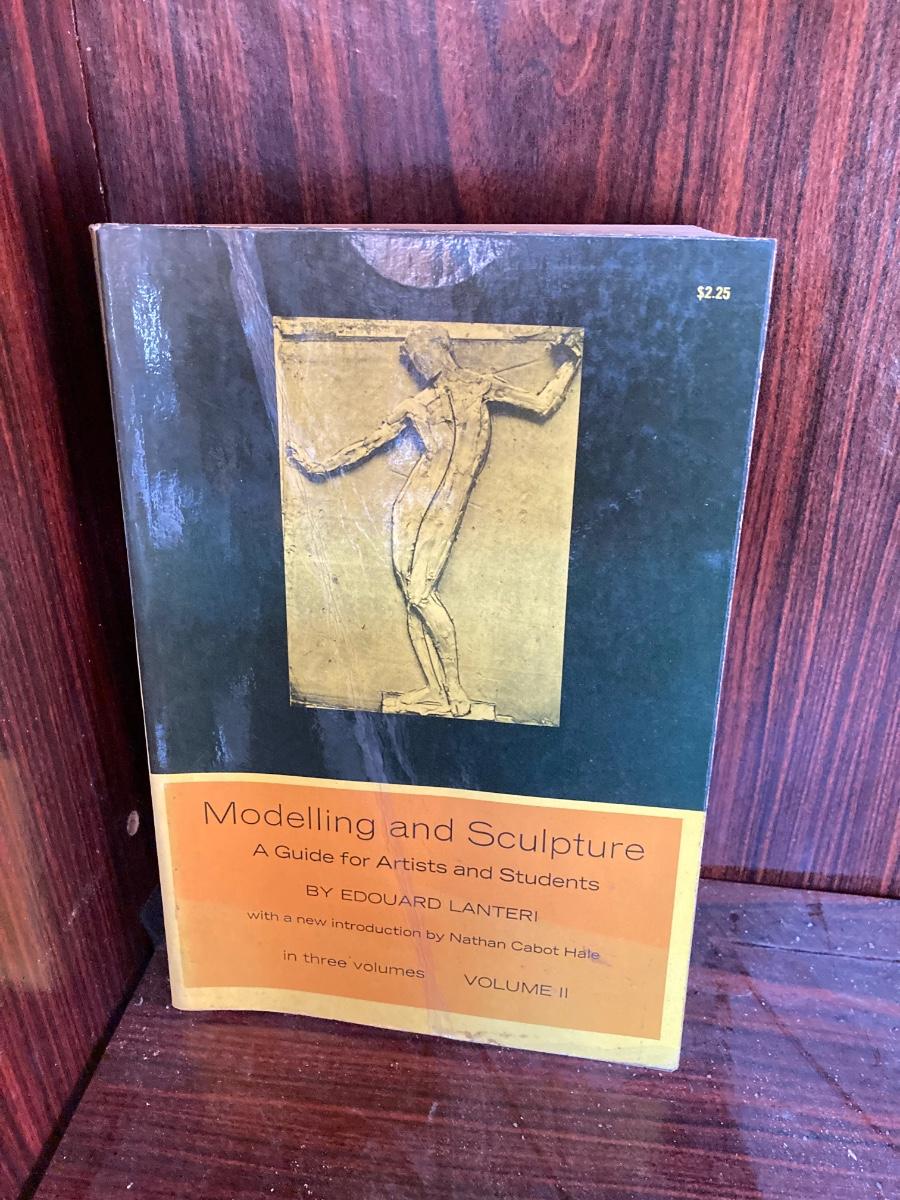 $2.25
Modelling and Sculpture
A Guide for Artists and Students
BY EDOUARD LANTERI
with a new introduction by Nathan Cabot Hale
in three volumes VOLUME II